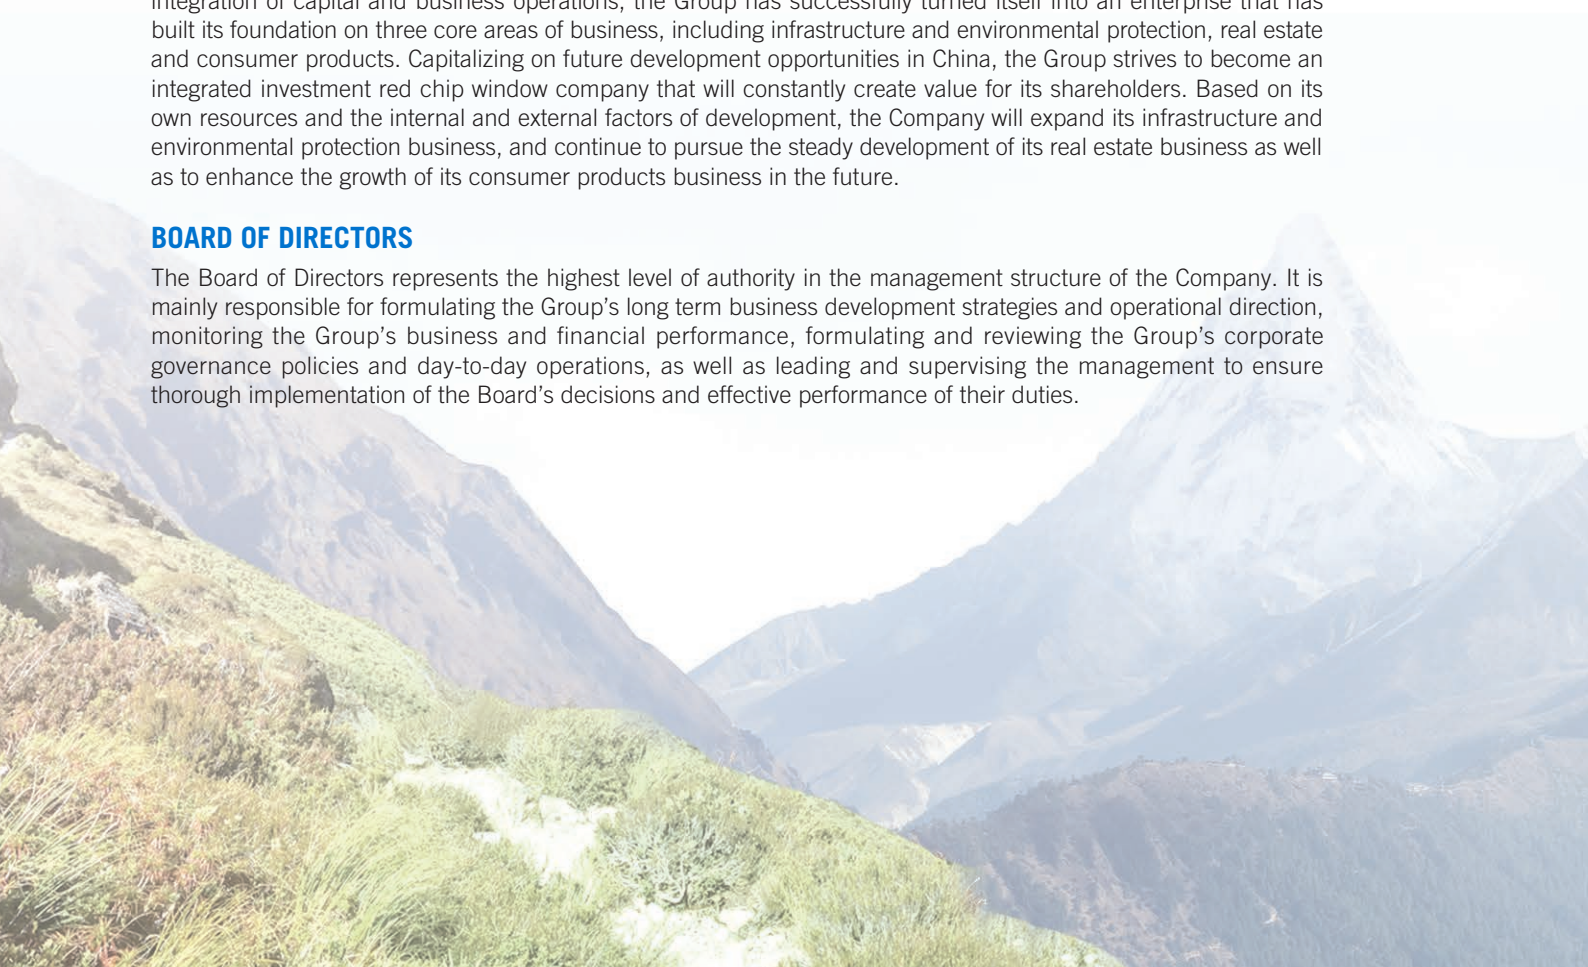 integration of capital and business operations, the Group has successfully turned itself into an enterprise that has
built its foundation on three core areas of business, including infrastructure and environmental protection, real estate
and consumer products. Capitalizing on future development opportunities in China, the Group strives to become an
integrated investment red chip window company that will constantly create value for its shareholders. Based on its
own resources and the internal and external factors of development, the Company will expand its infrastructure and
environmental protection business, and continue to pursue the steady development of its real estate business as well
as to enhance the growth of its consumer products business in the future.
BOARD OF DIRECTORS
The Board of Directors represents the highest level of authority in the management structure of the Company. It is
mainly responsible for formulating the Group’s long term business development strategies and operational direction,
monitoring the Group’s business and financial performance, formulating and reviewing the Group’s corporate
governance policies and day-to-day operations, as well as leading and supervising the management to ensure
thorough implementation of the Board’s decisions and effective performance of their duties.